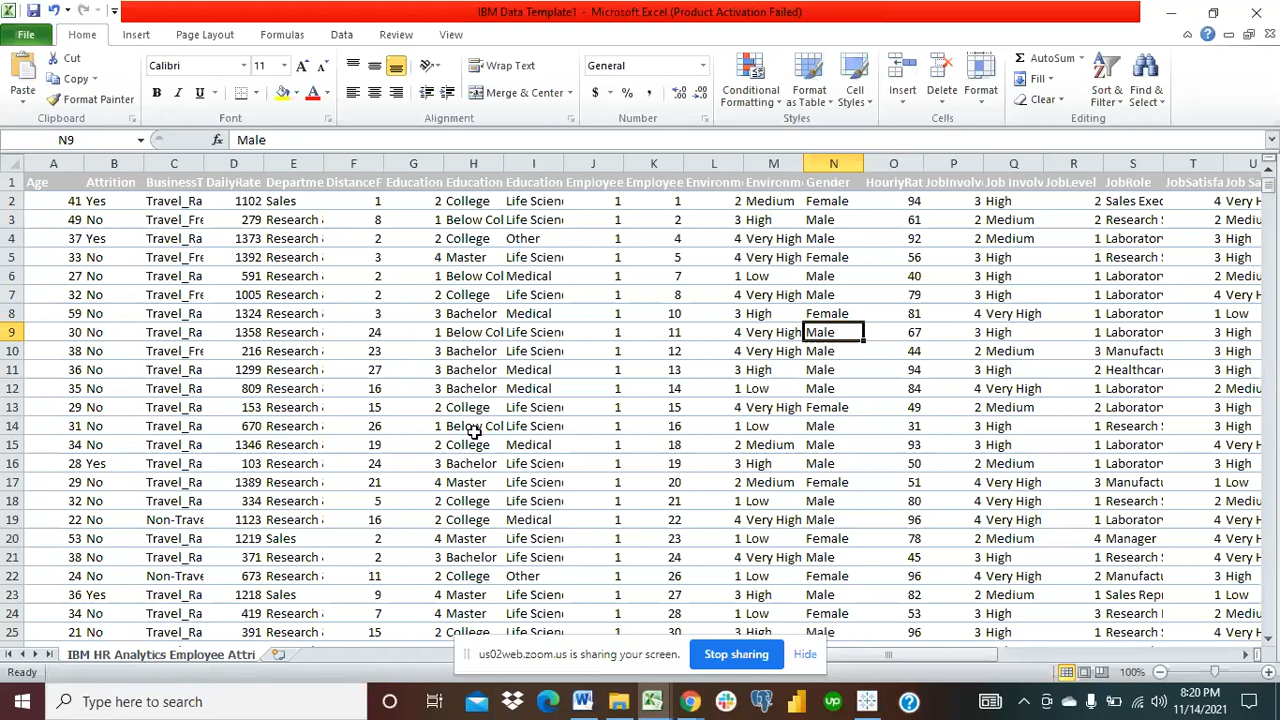 IBM Data Template1 - Microsoft Excel (Product Activation Failed)
File Home Insert Page Layout Formulas Data Review View
Paste Cut Copy Format Painter Clipboard
Calibri 11 B I U Font
Wrap Text Merge & Center Alignment
General $ % , Number
Conditional Formatting Format as Table Cell Styles Styles
Insert Delete Format Cells
Σ AutoSum Fill Clear Sort & Filter Find & Select Editing
N9 fx Male
A B C D E F G H I J K L M N O P Q R S T U
1 Age Attrition BusinessT DailyRate Departme DistanceF Education Education Education Employee Employee Environm Environm Gender HourlyRat JobInvolv Job Involv JobLevel JobRole JobSatisfa Job Sa
2 41 Yes Travel_Ra 1102 Sales 1 2 College Life Scien 1 1 2 Medium Female 94 3 High 2 Sales Exec 4 Very H
3 49 No Travel_Fre 279 Research & 8 1 Below Col Life Scien 1 2 3 High Male 61 2 Medium 2 Research S 2 Mediu
4 37 Yes Travel_Ra 1373 Research & 2 2 College Other 1 4 4 Very High Male 92 2 Medium 1 Laborator 3 High
5 33 No Travel_Fre 1392 Research & 3 4 Master Life Scien 1 5 4 Very High Female 56 3 High 1 Research S 3 High
6 27 No Travel_Ra 591 Research & 2 1 Below Col Medical 1 7 1 Low Male 40 3 High 1 Laborator 2 Mediu
7 32 No Travel_Fre 1005 Research & 2 2 College Life Scien 1 8 4 Very High Male 79 3 High 1 Laborator 4 Very H
8 59 No Travel_Ra 1324 Research & 3 3 Bachelor Medical 1 10 3 High Female 81 4 Very High 1 Laborator 1 Low
9 30 No Travel_Ra 1358 Research & 24 1 Below Col Life Scien 1 11 4 Very High Male 67 3 High 1 Laborator 3 High
10 38 No Travel_Fre 216 Research & 23 3 Bachelor Life Scien 1 12 4 Very High Male 44 2 Medium 3 Manufactu 3 High
11 36 No Travel_Ra 1299 Research & 27 3 Bachelor Medical 1 13 3 High Male 94 3 High 2 Healthcare 3 High
12 35 No Travel_Ra 809 Research & 16 3 Bachelor Medical 1 14 1 Low Male 84 4 Very High 1 Laborator 2 Mediu
13 29 No Travel_Ra 153 Research & 15 2 College Life Scien 1 15 4 Very High Female 49 2 Medium 2 Laborator 3 High
14 31 No Travel_Ra 670 Research & 26 1 Below Col Life Scien 1 16 1 Low Male 31 3 High 1 Research S 3 High
15 34 No Travel_Ra 1346 Research & 19 2 College Medical 1 18 2 Medium Male 93 3 High 1 Laborator 4 Very H
16 28 Yes Travel_Ra 103 Research & 24 3 Bachelor Life Scien 1 19 3 High Male 50 2 Medium 1 Laborator 3 High
17 29 No Travel_Ra 1389 Research & 21 4 Master Life Scien 1 20 2 Medium Female 51 4 Very High 3 Manufactu 1 Low
18 32 No Travel_Ra 334 Research & 5 2 College Life Scien 1 21 1 Low Male 80 4 Very High 1 Research S 2 Mediu
19 22 No Non-Trave 1123 Research & 16 2 College Medical 1 22 4 Very High Male 96 4 Very High 1 Laborator 4 Very H
20 53 No Travel_Ra 1219 Sales 2 4 Master Life Scien 1 23 1 Low Female 78 2 Medium 4 Manager 4 Very H
21 38 No Travel_Ra 371 Research & 2 3 Bachelor Life Scien 1 24 4 Very High Male 45 3 High 1 Research S 4 Very H
22 24 No Non-Trave 673 Research & 11 2 College Other 1 26 1 Low Female 96 4 Very High 2 Manufactu 3 High
23 36 Yes Travel_Ra 1218 Sales 9 4 Master Life Scien 1 27 3 High Male 82 2 Medium 1 Sales Repr 1 Low
24 34 No Travel_Ra 419 Research & 7 4 Master Life Scien 1 28 1 Low Female 53 3 High 3 Research D 2 Mediu
25 21 No Travel_Ra 391 Research & 15 2 College Life Scien 1 30 3 High Male 96 3 High 1 Research S 4 Very H
IBM HR Analytics Employee Attri
us02web.zoom.us is sharing your screen. Stop sharing Hide
Ready 100%
Type here to search
8:20 PM
11/14/2021